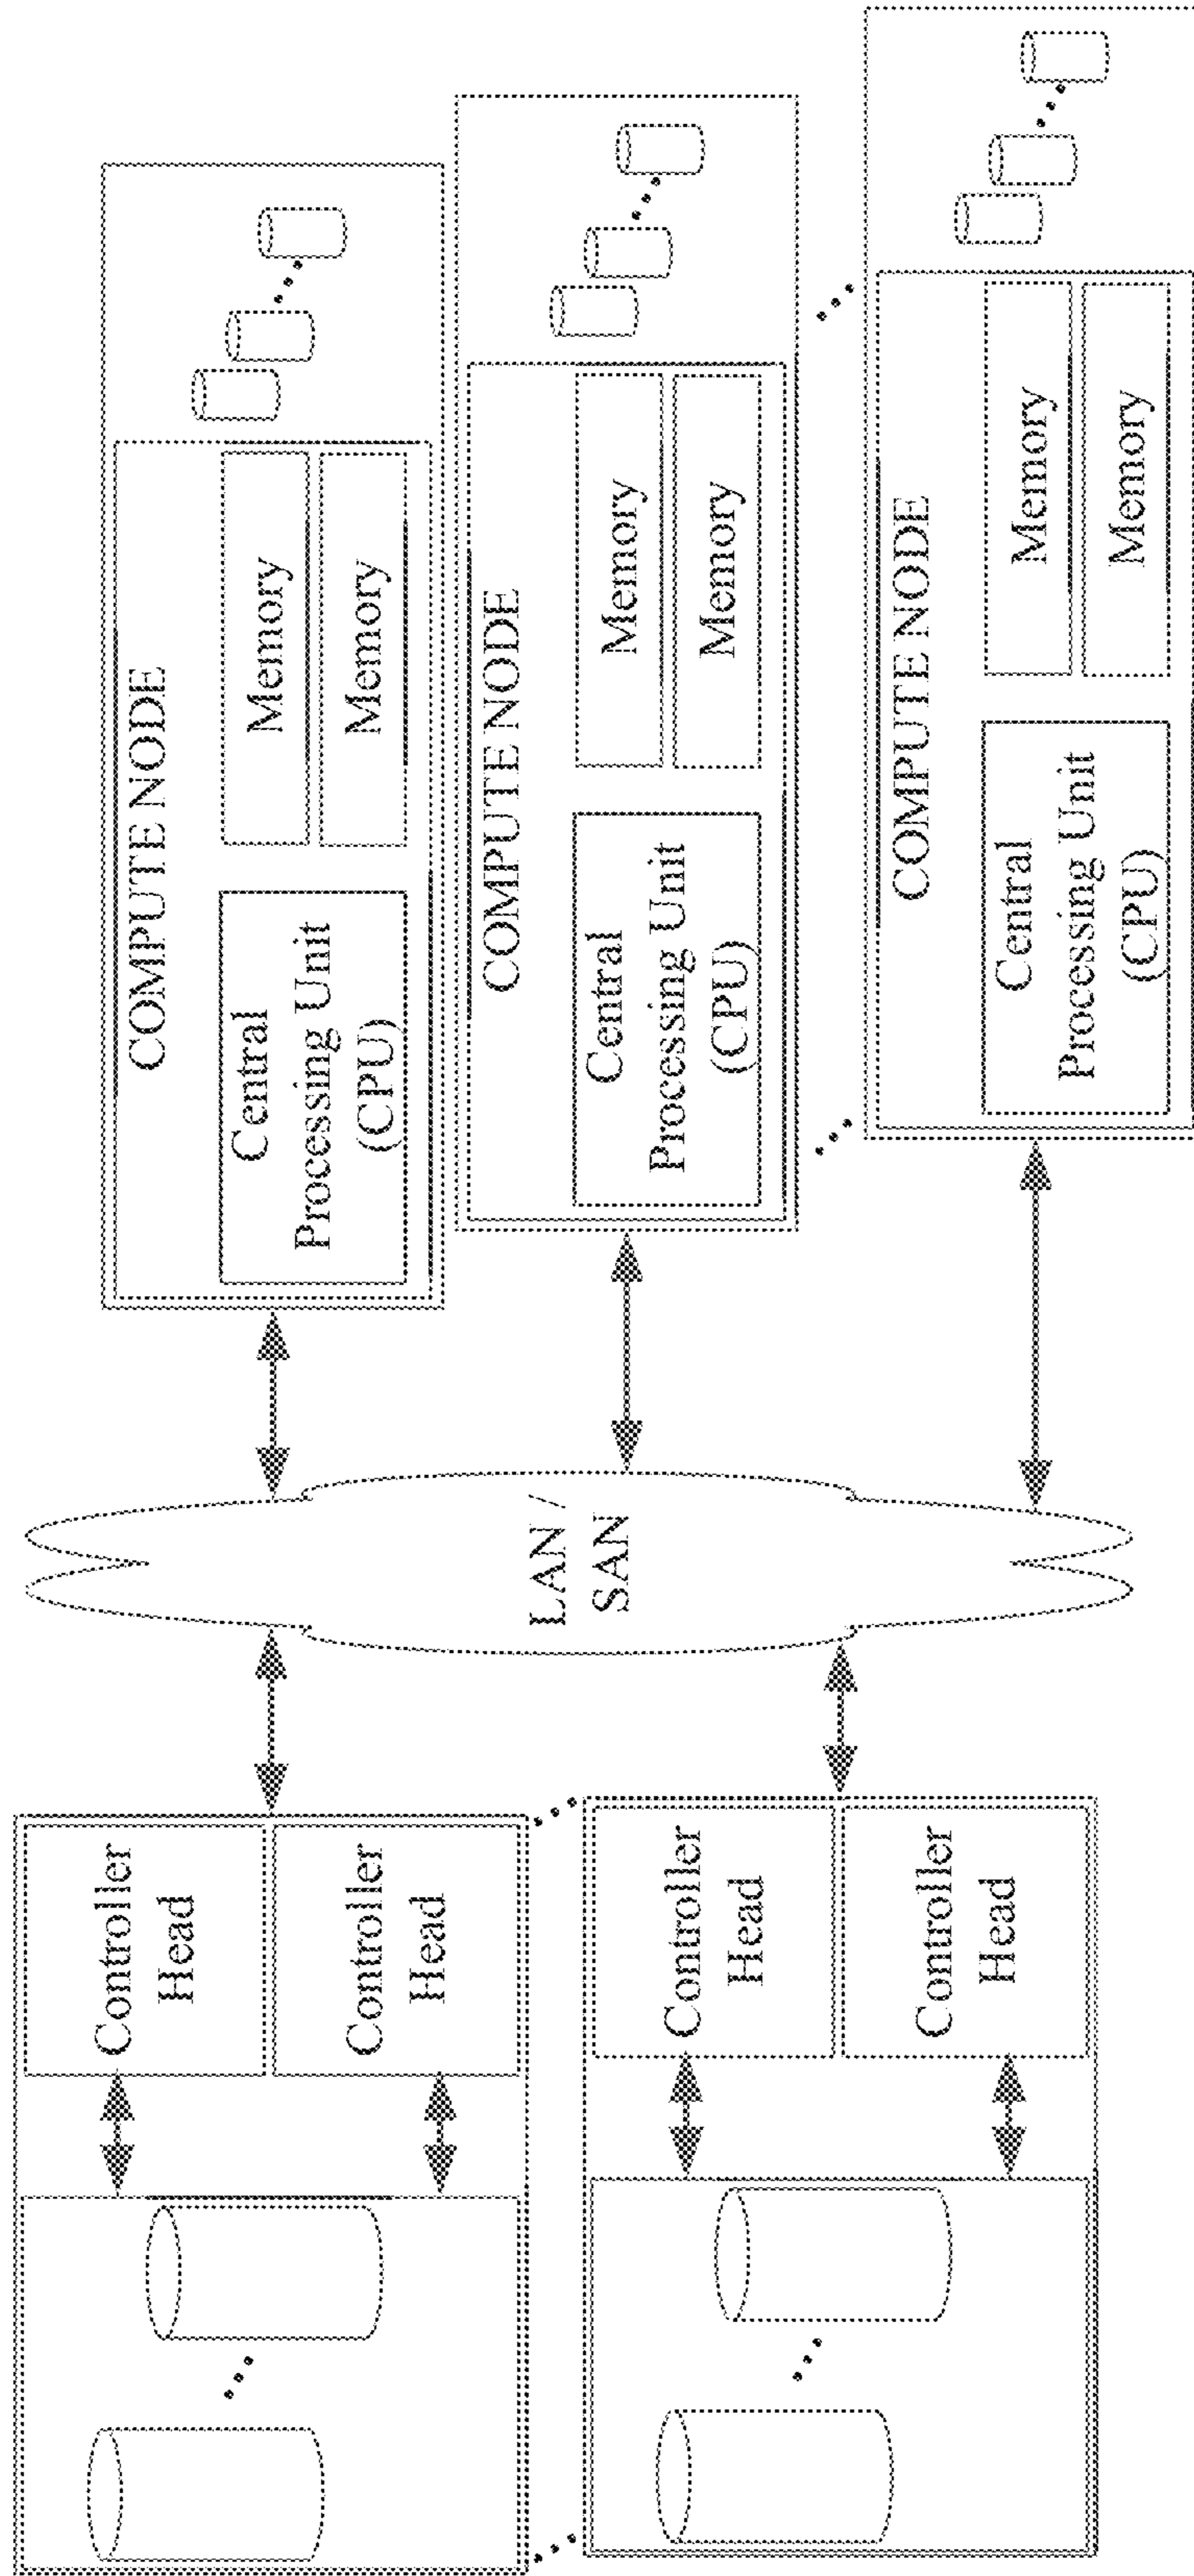 Controller
Head
Controller
Head
Controller
Head
Controller
Head
LAN /
SAN
COMPUTE NODE
Central
Processing Unit
(CPU)
Memory
Memory
COMPUTE NODE
Central
Processing Unit
(CPU)
Memory
Memory
COMPUTE NODE
Central
Processing Unit
(CPU)
Memory
Memory